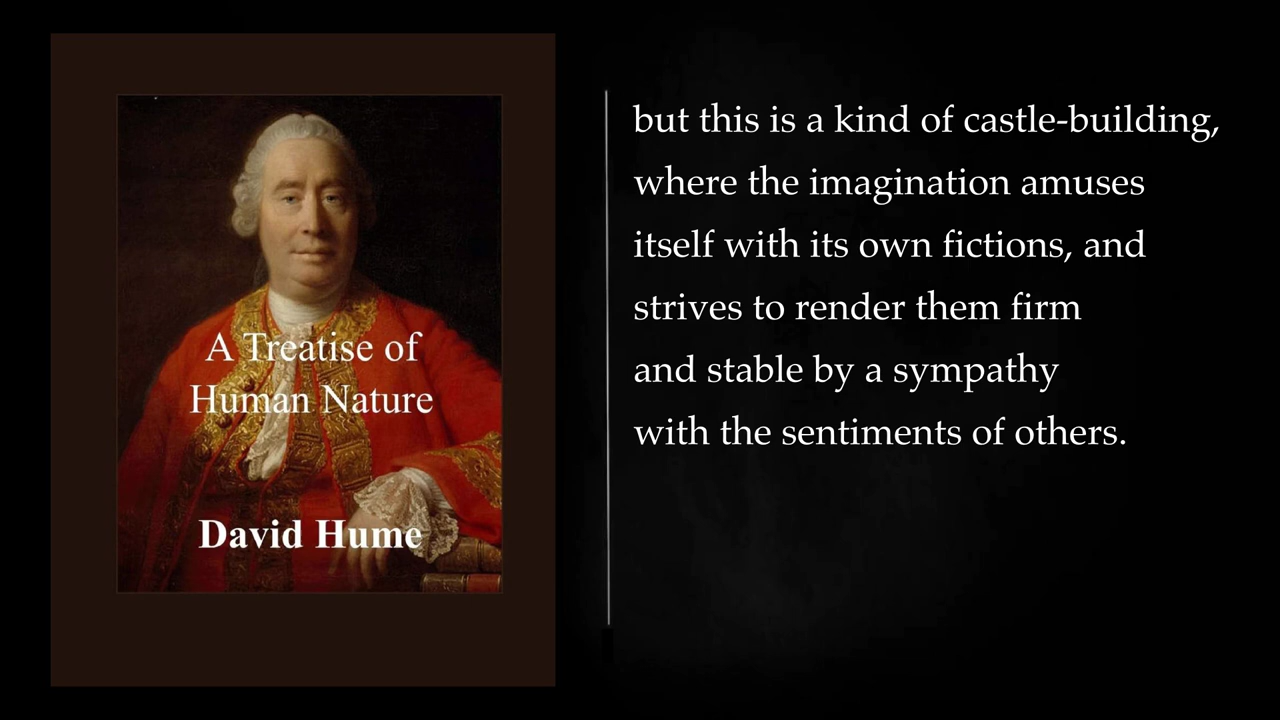 A Treatise of
Human Nature
David Hume
but this is a kind of castle-building,
where the imagination amuses
itself with its own fictions, and
strives to render them firm
and stable by a sympathy
with the sentiments of others.